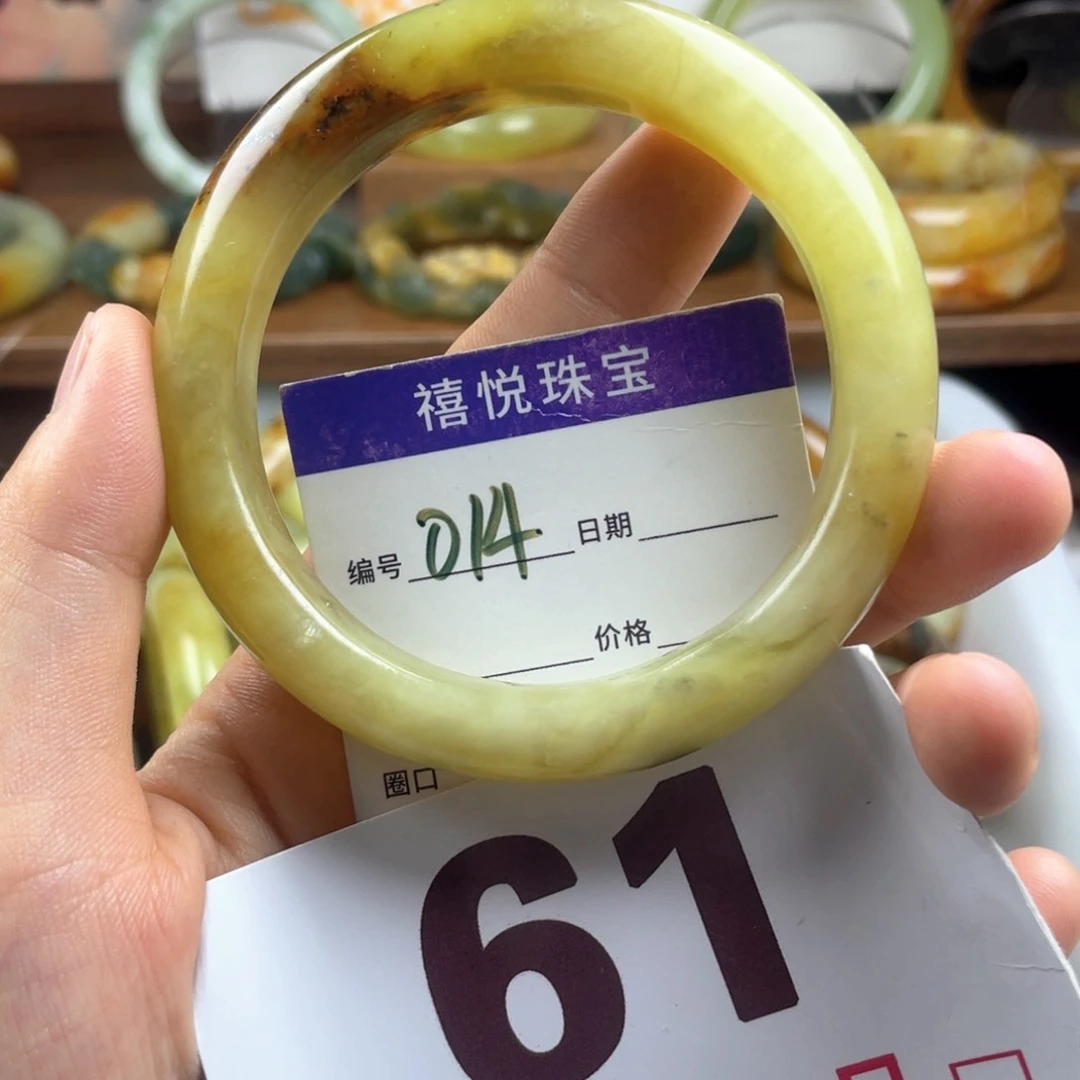 禧悦珠宝
编号 014 日期
价格
圈口
61